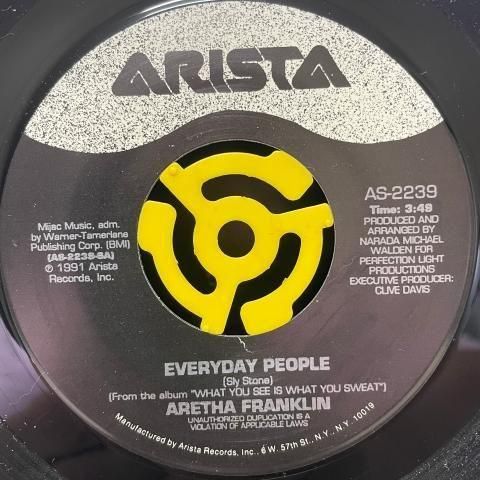 ARISTA
Mijac Music, adm.
by Warner-Tamerlane
Publishing Corp. (BMI)
(AS-2239-SA)
℗ 1991 Arista
Records, Inc.
AS-2239
Time: 3:49
PRODUCED AND
ARRANGED BY
NARADA MICHAEL
WALDEN FOR
PERFECTION LIGHT
PRODUCTIONS
EXECUTIVE PRODUCER:
CLIVE DAVIS
EVERYDAY PEOPLE
(Sly Stone)
(From the album "WHAT YOU SEE IS WHAT YOU SWEAT")
ARETHA FRANKLIN
UNAUTHORIZED DUPLICATION IS A
VIOLATION OF APPLICABLE LAWS
Manufactured by Arista Records, Inc., 6 W. 57th St., N.Y., N.Y. 10019